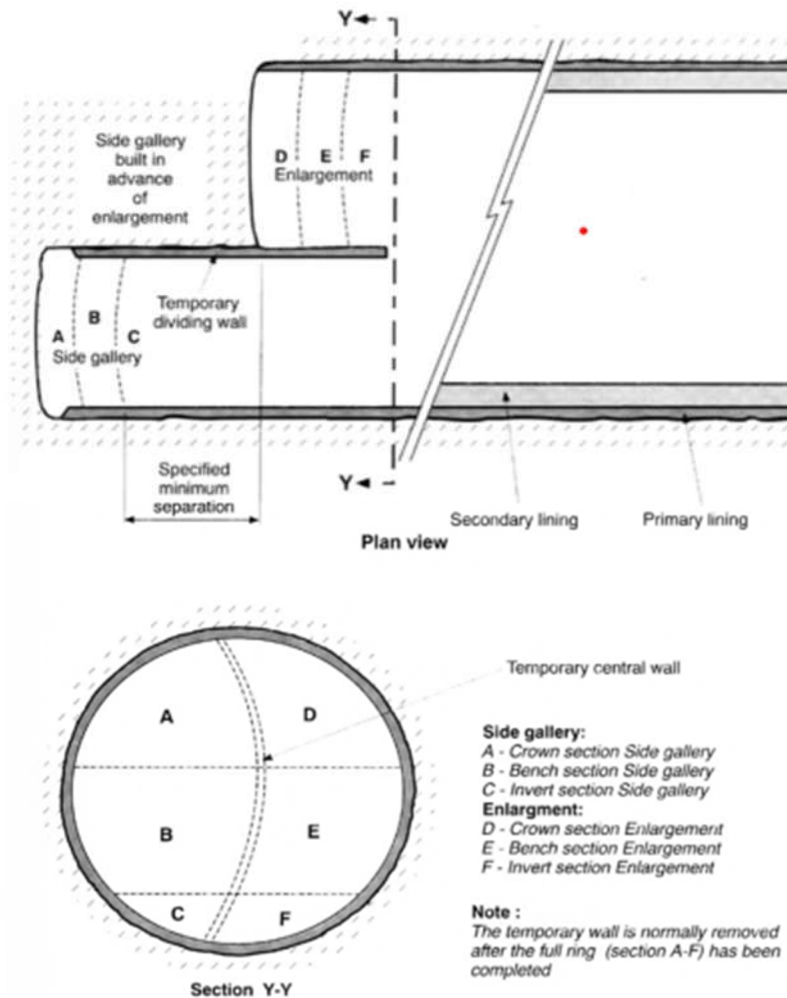 Y
Side gallery
built in
advance
of
enlargement
D E F
Enlargement
Temporary
dividing wall
A B C
Side gallery
Specified
minimum
separation
Y
Secondary lining
Primary lining
Plan view
Temporary central wall
A
D
B
E
C
F
Section Y-Y
Side gallery:
A - Crown section Side gallery
B - Bench section Side gallery
C - Invert section Side gallery
Enlargment:
D - Crown section Enlargement
E - Bench section Enlargement
F - Invert section Enlargement
Note :
The temporary wall is normally removed
after the full ring (section A-F) has been
completed